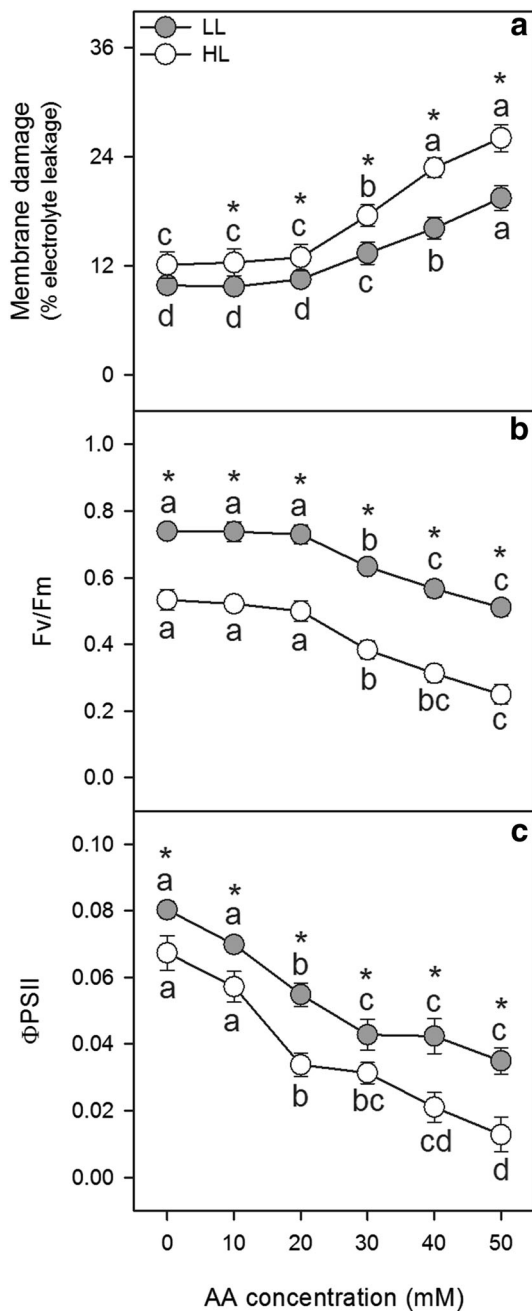 a
LL
HL
36
24
12
0
Membrane damage
(% electrolyte leakage)
* * * * *
c c c b a a
d d d c b a
b
1.0
0.8
0.6
0.4
0.2
0.0
Fv/Fm
* * * * * *
a a a b c c
a a a b bc c
c
0.10
0.08
0.06
0.04
0.02
0.00
ΦPSII
* * * * * *
a a b c c c
a a b bc cd d
0 10 20 30 40 50
AA concentration (mM)